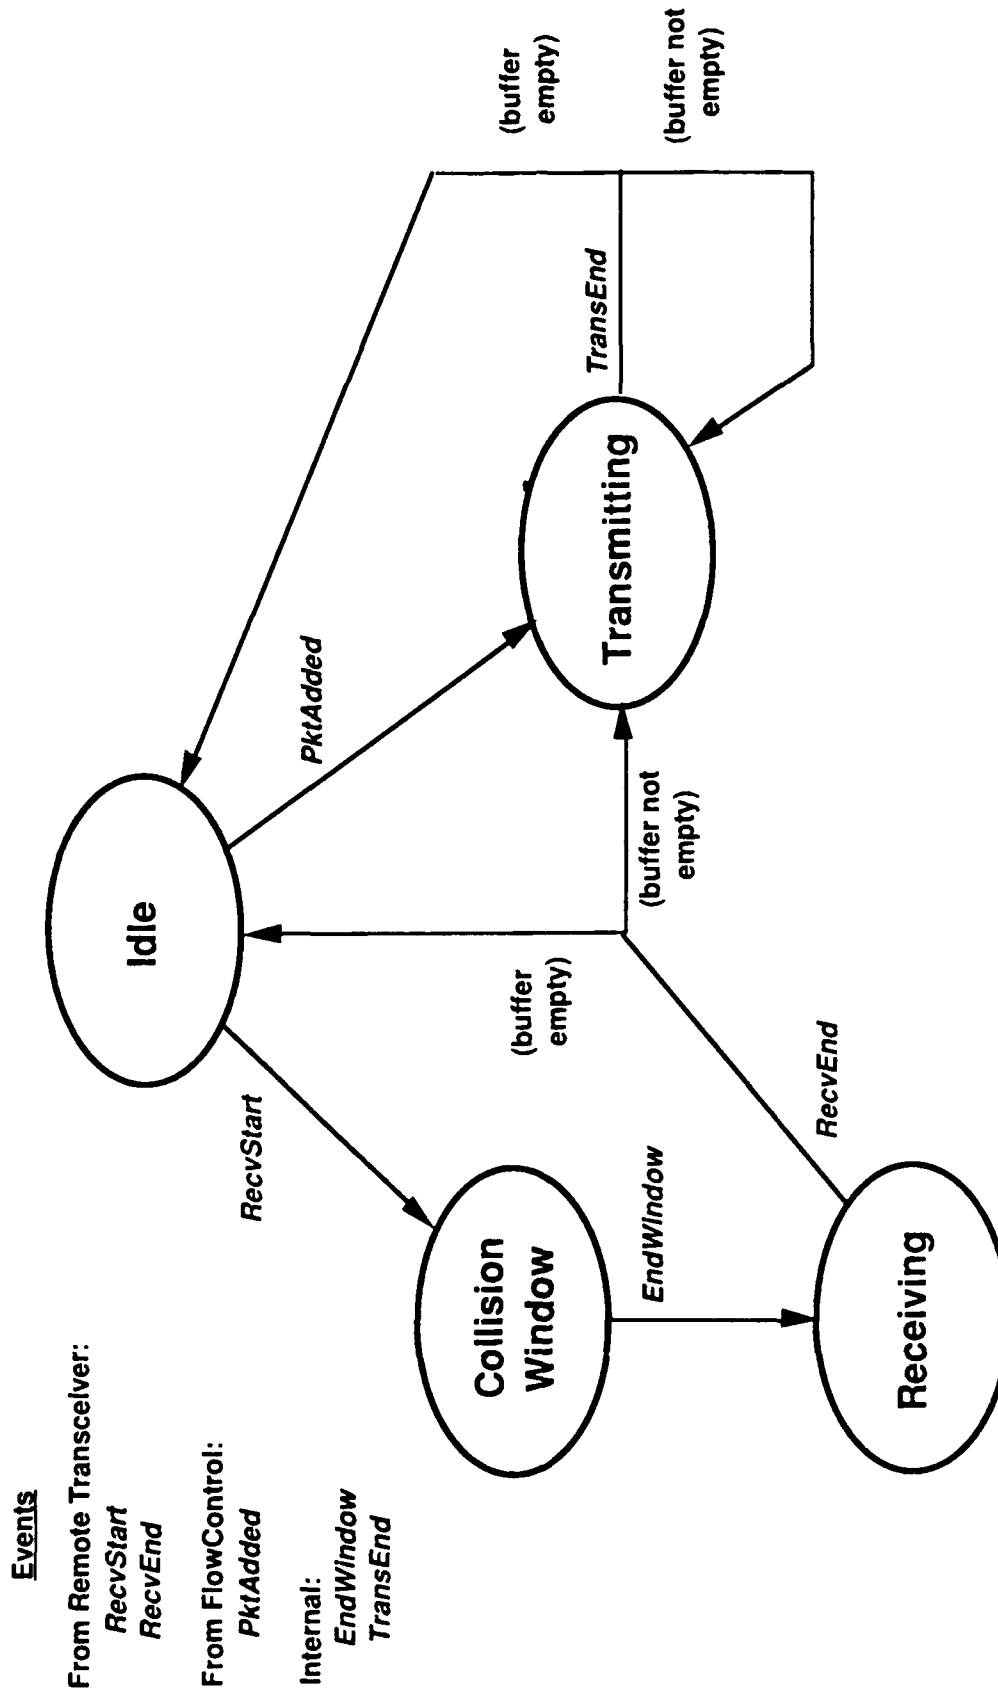 Events
From Remote Transceiver:
RecvStart
RecvEnd
From FlowControl:
PktAdded
Internal:
EndWindow
TransEnd
Idle
RecvStart
PktAdded
Collision
Window
(buffer
empty)
(buffer
empty)
EndWindow
(buffer not
empty)
Transmitting
TransEnd
(buffer not
empty)
RecvEnd
Receiving